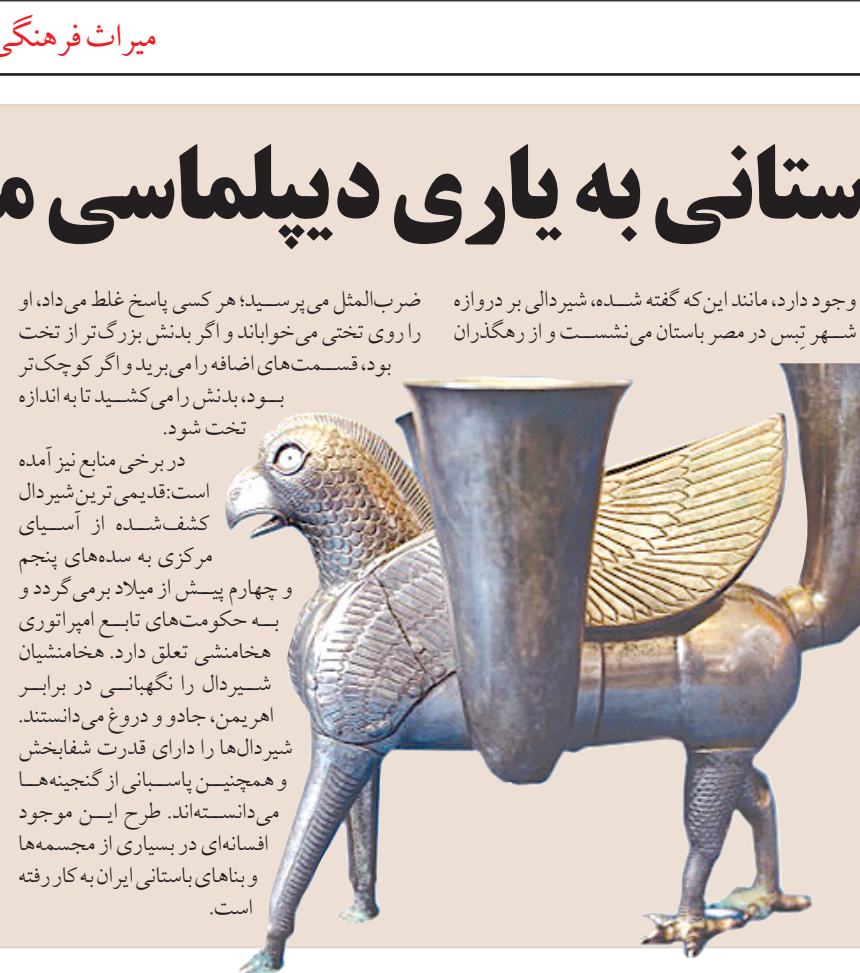 میراث فرهنگی
ستانی به یاری دیپلماسی م
وجود دارد، مانند این‌که گفته شده، شیردالی بر دروازه
شهر تِبس در مصر باستان می‌نشست و از رهگذران
ضرب‌المثل می‌پرسید؛ هر کسی پاسخ غلط می‌داد، او
را روی تختی می‌خواباند و اگر بدنش بزرگ‌تر از تخت
بود، قسمت‌های اضافه را می‌برید و اگر کوچک‌تر
بود، بدنش را می‌کشید تا به اندازه
تخت شود.
در برخی منابع نیز آمده
است:قدیمی‌ترین شیردال
کشف‌شده از آسیای
مرکزی به سده‌های پنجم
و چهارم پیش از میلاد برمی‌گردد و
به حکومت‌های تابع امپراتوری
هخامنشی تعلق دارد. هخامنشیان
شیردال را نگهبانی در برابر
اهریمن، جادو و دروغ می‌دانستند.
شیردال‌ها را دارای قدرت شفابخش
و همچنین پاسبانی از گنجینه‌ها
می‌دانسته‌اند. طرح این موجود
افسانه‌ای در بسیاری از مجسمه‌ها
و بناهای باستانی ایران به کار رفته
است.